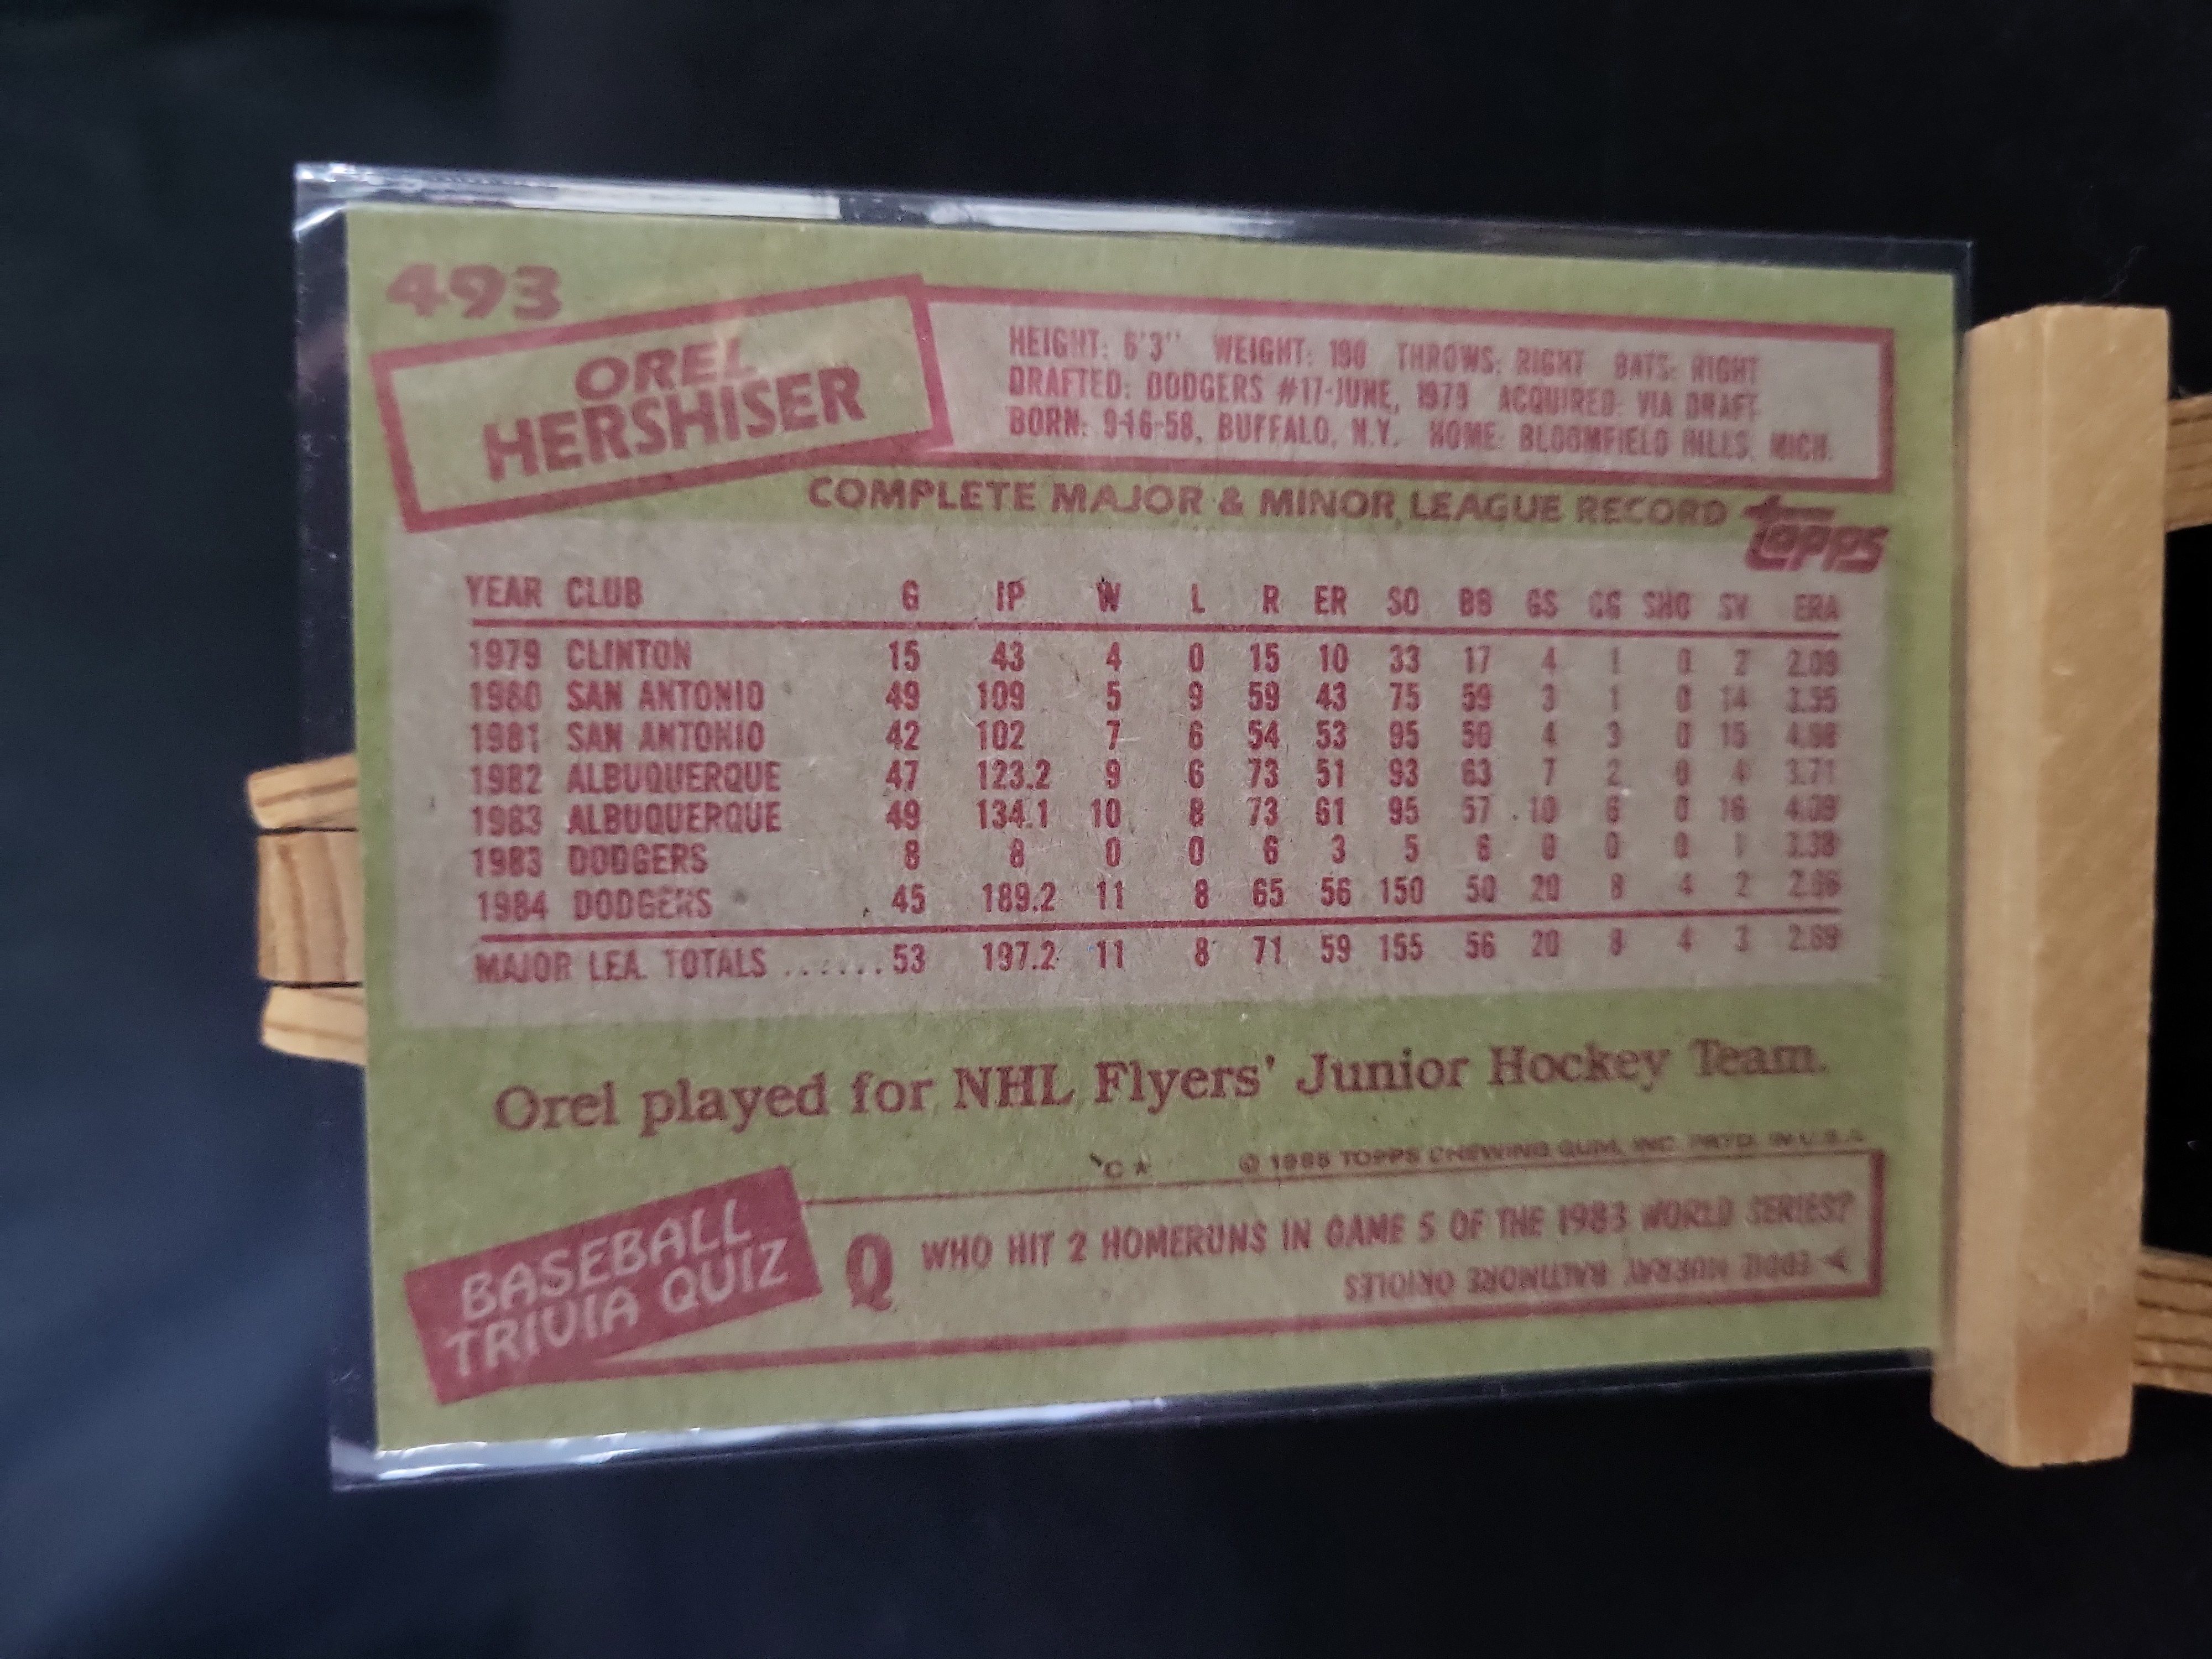 493
OREL
HERSHISER
HEIGHT: 6'3" WEIGHT: 190 THROWS: RIGHT BATS: RIGHT
DRAFTED: DODGERS #17-JUNE, 1979 ACQUIRED: VIA DRAFT
BORN: 9-16-58, BUFFALO, N.Y. HOME: BLOOMFIELD HILLS, MICH.
COMPLETE MAJOR & MINOR LEAGUE RECORD
topps
YEAR CLUB G IP W L R ER SO BB GS CG SHO SV ERA
1979 CLINTON 15 43 4 0 15 10 33 17 4 1 0 2 2.09
1980 SAN ANTONIO 49 109 5 9 59 43 75 59 3 1 0 14 3.55
1981 SAN ANTONIO 42 102 7 6 54 53 95 50 4 3 0 15 4.68
1982 ALBUQUERQUE 47 123.2 9 6 73 51 93 63 7 2 0 4 3.71
1983 ALBUQUERQUE 49 134.1 10 8 73 61 95 57 10 6 0 16 4.09
1983 DODGERS 8 8 0 0 6 3 5 6 0 0 0 1 3.38
1984 DODGERS 45 189.2 11 8 65 56 150 50 20 8 4 2 2.66
MAJOR LEA. TOTALS ....... 53 197.2 11 8 71 59 155 56 20 8 4 3 2.69
Orel played for NHL Flyers' Junior Hockey Team.
C* © 1985 TOPPS CHEWING GUM, INC. PRTD. IN U.S.A.
BASEBALL
TRIVIA QUIZ
Q WHO HIT 2 HOMERUNS IN GAME 5 OF THE 1983 WORLD SERIES?
A EDDIE MURRAY, BALTIMORE ORIOLES